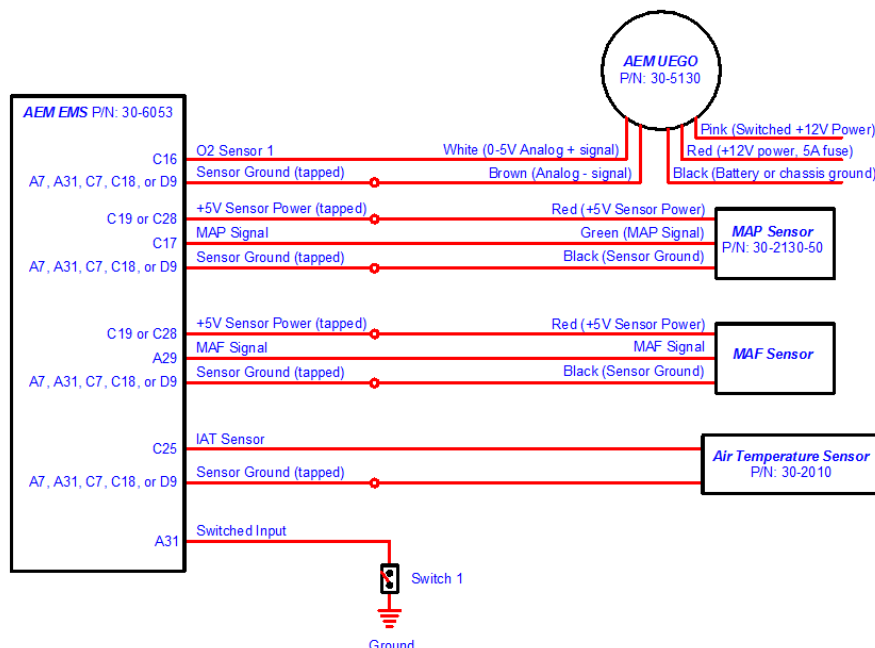 AEM UEGO
P/N: 30-5130
AEM EMS P/N: 30-6053
Pink (Switched +12V Power)
C16 O2 Sensor 1 White (0-5V Analog + signal) Red (+12V power, 5A fuse)
A7, A31, C7, C18, or D9 Sensor Ground (tapped) Brown (Analog - signal) Black (Battery or chassis ground)
C19 or C28 +5V Sensor Power (tapped) Red (+5V Sensor Power)
C17 MAP Signal Green (MAP Signal) MAP Sensor
P/N: 30-2130-50
A7, A31, C7, C18, or D9 Sensor Ground (tapped) Black (Sensor Ground)
C19 or C28 +5V Sensor Power (tapped) Red (+5V Sensor Power)
A29 MAF Signal MAF Signal MAF Sensor
A7, A31, C7, C18, or D9 Sensor Ground (tapped) Black (Sensor Ground)
C25 IAT Sensor Air Temperature Sensor
P/N: 30-2010
A7, A31, C7, C18, or D9 Sensor Ground (tapped)
A31 Switched Input
Switch 1
Ground